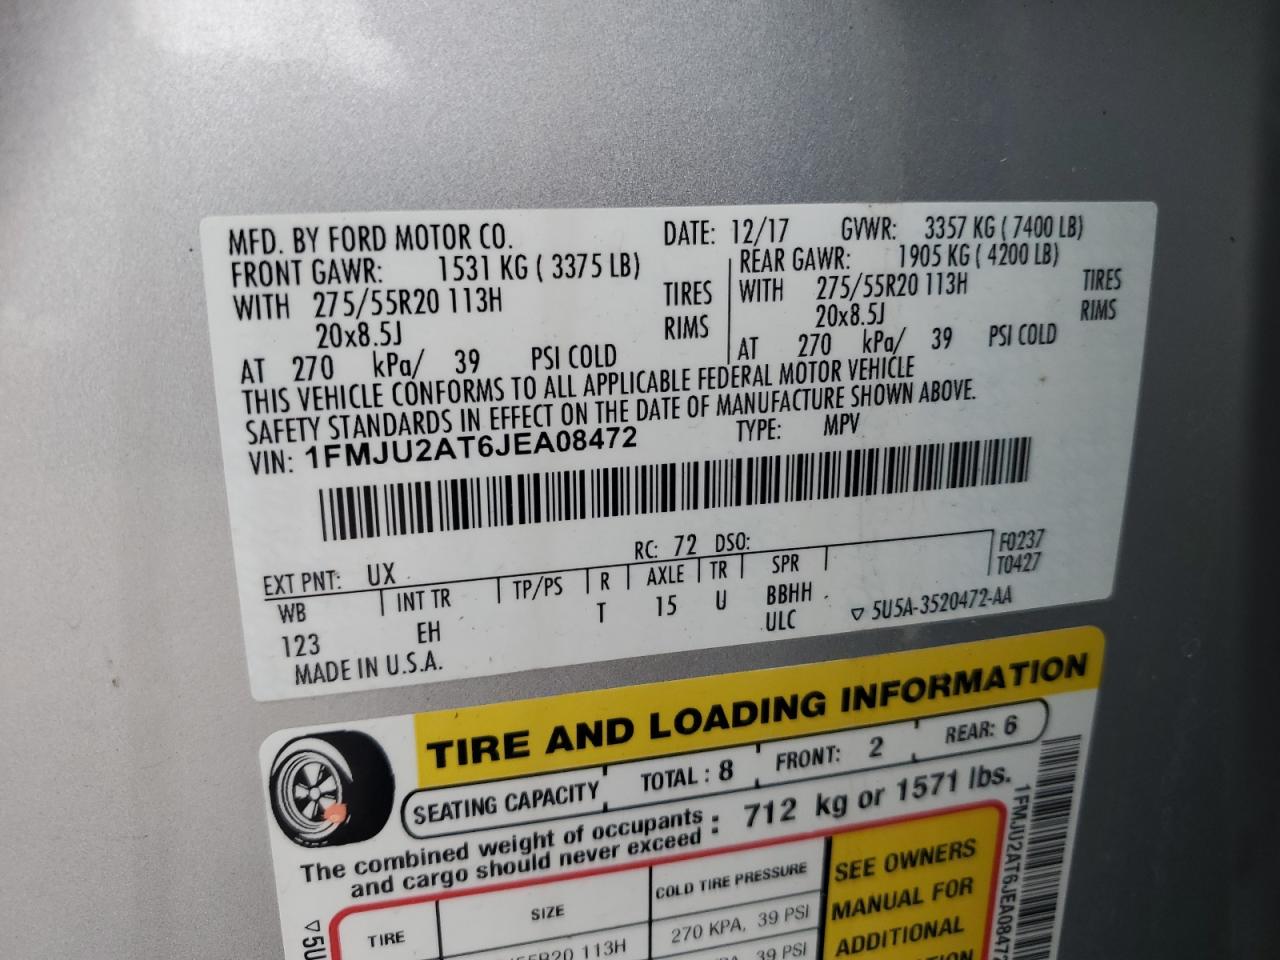 MFD. BY FORD MOTOR CO. DATE: 12/17 GVWR: 3357 KG ( 7400 LB)
FRONT GAWR: 1531 KG ( 3375 LB) REAR GAWR: 1905 KG ( 4200 LB)
WITH 275/55R20 113H TIRES WITH 275/55R20 113H TIRES
20x8.5J RIMS 20x8.5J RIMS
AT 270 kPa/ 39 PSI COLD AT 270 kPa/ 39 PSI COLD
THIS VEHICLE CONFORMS TO ALL APPLICABLE FEDERAL MOTOR VEHICLE
SAFETY STANDARDS IN EFFECT ON THE DATE OF MANUFACTURE SHOWN ABOVE.
VIN: 1FMJU2AT6JEA08472 TYPE: MPV
EXT PNT: UX RC: 72 DSO: F0237
WB INT TR TP/PS R AXLE TR SPR T0427
123 EH T 15 U BBHH
ULC ▽ 5U5A-3520472-AA
MADE IN U.S.A.
TIRE AND LOADING INFORMATION
SEATING CAPACITY TOTAL : 8 FRONT: 2 REAR: 6
The combined weight of occupants : 712 kg or 1571 lbs.
and cargo should never exceed
TIRE SIZE COLD TIRE PRESSURE SEE OWNERS
55R20 113H 270 KPA, 39 PSI MANUAL FOR
39 PSI ADDITIONAL
1FMJU2AT6JEA08472
▽5U